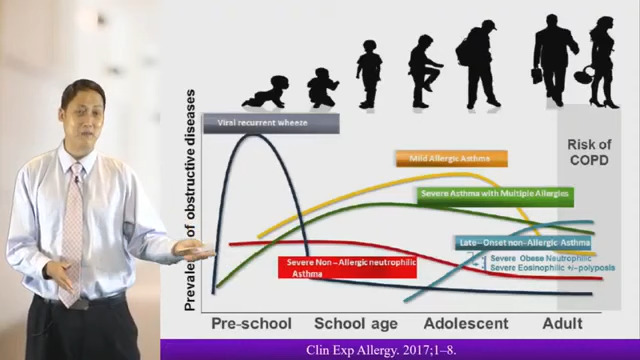 Prevalence of obstructive diseases
Viral recurrent wheeze
Mild Allergic Asthma
Severe Asthma with Multiple Allergies
Risk of
COPD
Late-Onset non-Allergic Asthma
Severe Obese Neutrophilic
Severe Eosinophilic +/-polyposis
Severe Non-Allergic neutrophilic
Asthma
Pre-school
School age
Adolescent
Adult
Clin Exp Allergy. 2017;1–8.